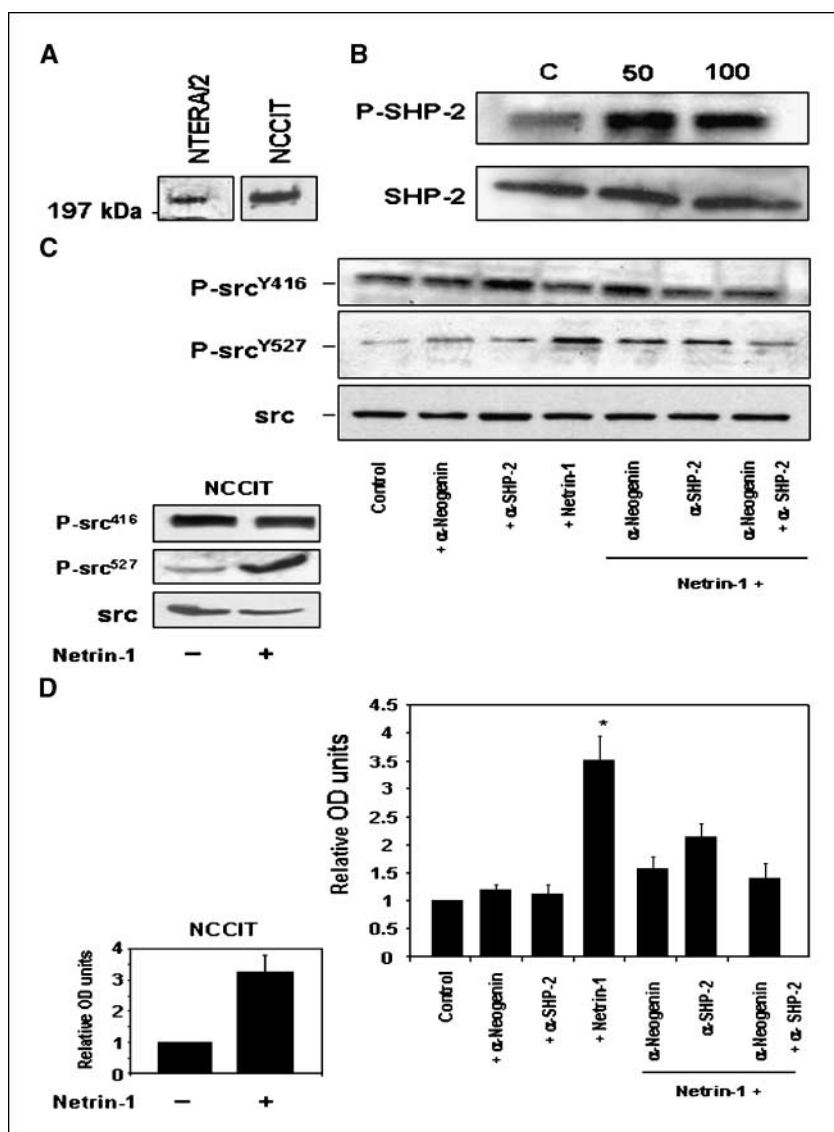 A
NTERA/2
NCCIT
197 kDa
B
C 50 100
P-SHP-2
SHP-2
C
P-src^Y416
P-src^Y527
src
Control
+ α-Neogenin
+ α-SHP-2
+ Netrin-1
α-Neogenin
α-SHP-2
α-Neogenin
+ α-SHP-2
Netrin-1 +
NCCIT
P-src^416
P-src^527
src
Netrin-1 − +
D
NCCIT
Relative OD units
4
3
2
1
0
Netrin-1 − +
Relative OD units
4.5
4
3.5
3
2.5
2
1.5
1
0.5
0
*
Control
+ α-Neogenin
+ α-SHP-2
+ Netrin-1
α-Neogenin
α-SHP-2
α-Neogenin
+ α- SHP-2
Netrin-1 +